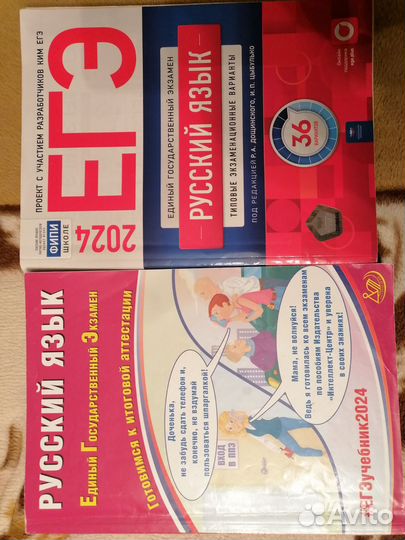 ПРОЕКТ С УЧАСТИЕМ РАЗРАБОТЧИКОВ КИМ ЕГЭ
ЕГЭ
2024
ФИПИ
ШКОЛЕ
ЕДИНЫЙ ГОСУДАРСТВЕННЫЙ ЭКЗАМЕН
РУССКИЙ ЯЗЫК
ТИПОВЫЕ ЭКЗАМЕНАЦИОННЫЕ ВАРИАНТЫ
ПОД РЕДАКЦИЕЙ Р.А. ДОЩИНСКОГО, И.П. ЦЫБУЛЬКО
36
ВАРИАНТОВ
Онлайн
поддержка
РУССКИЙ ЯЗЫК
Единый Государственный Экзамен
Готовимся к итоговой аттестации
Доченька,
не забудь сдать телефон и,
конечно, не вздумай
пользоваться шпаргалкой!
Мама, не волнуйся!
Ведь я готовилась ко всем экзаменам
по пособиям Издательства
«Интеллект-Центр» и уверена
в своих знаниях!
ВХОД
В ППЭ
#ЕГЭучебник2024
Avito